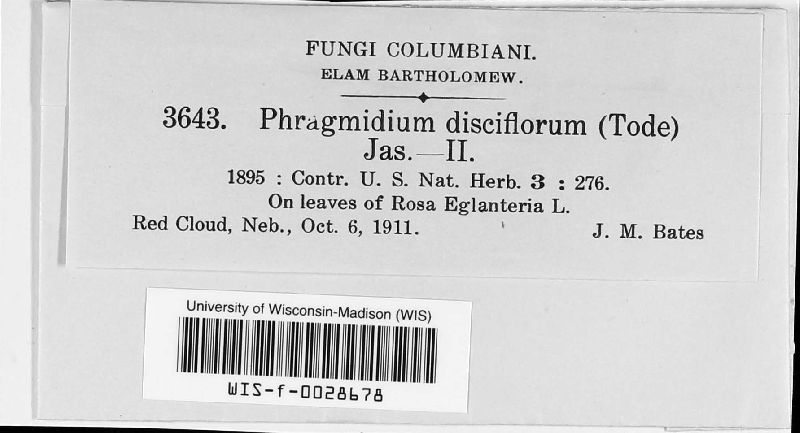 FUNGI COLUMBIANI.
ELAM BARTHOLOMEW.
3643. Phragmidium disciflorum (Tode)
Jas.—II.
1895 : Contr. U. S. Nat. Herb. 3 : 276.
On leaves of Rosa Eglanteria L.
Red Cloud, Neb., Oct. 6, 1911. J. M. Bates
University of Wisconsin-Madison (WIS)
WIS-f-0028678